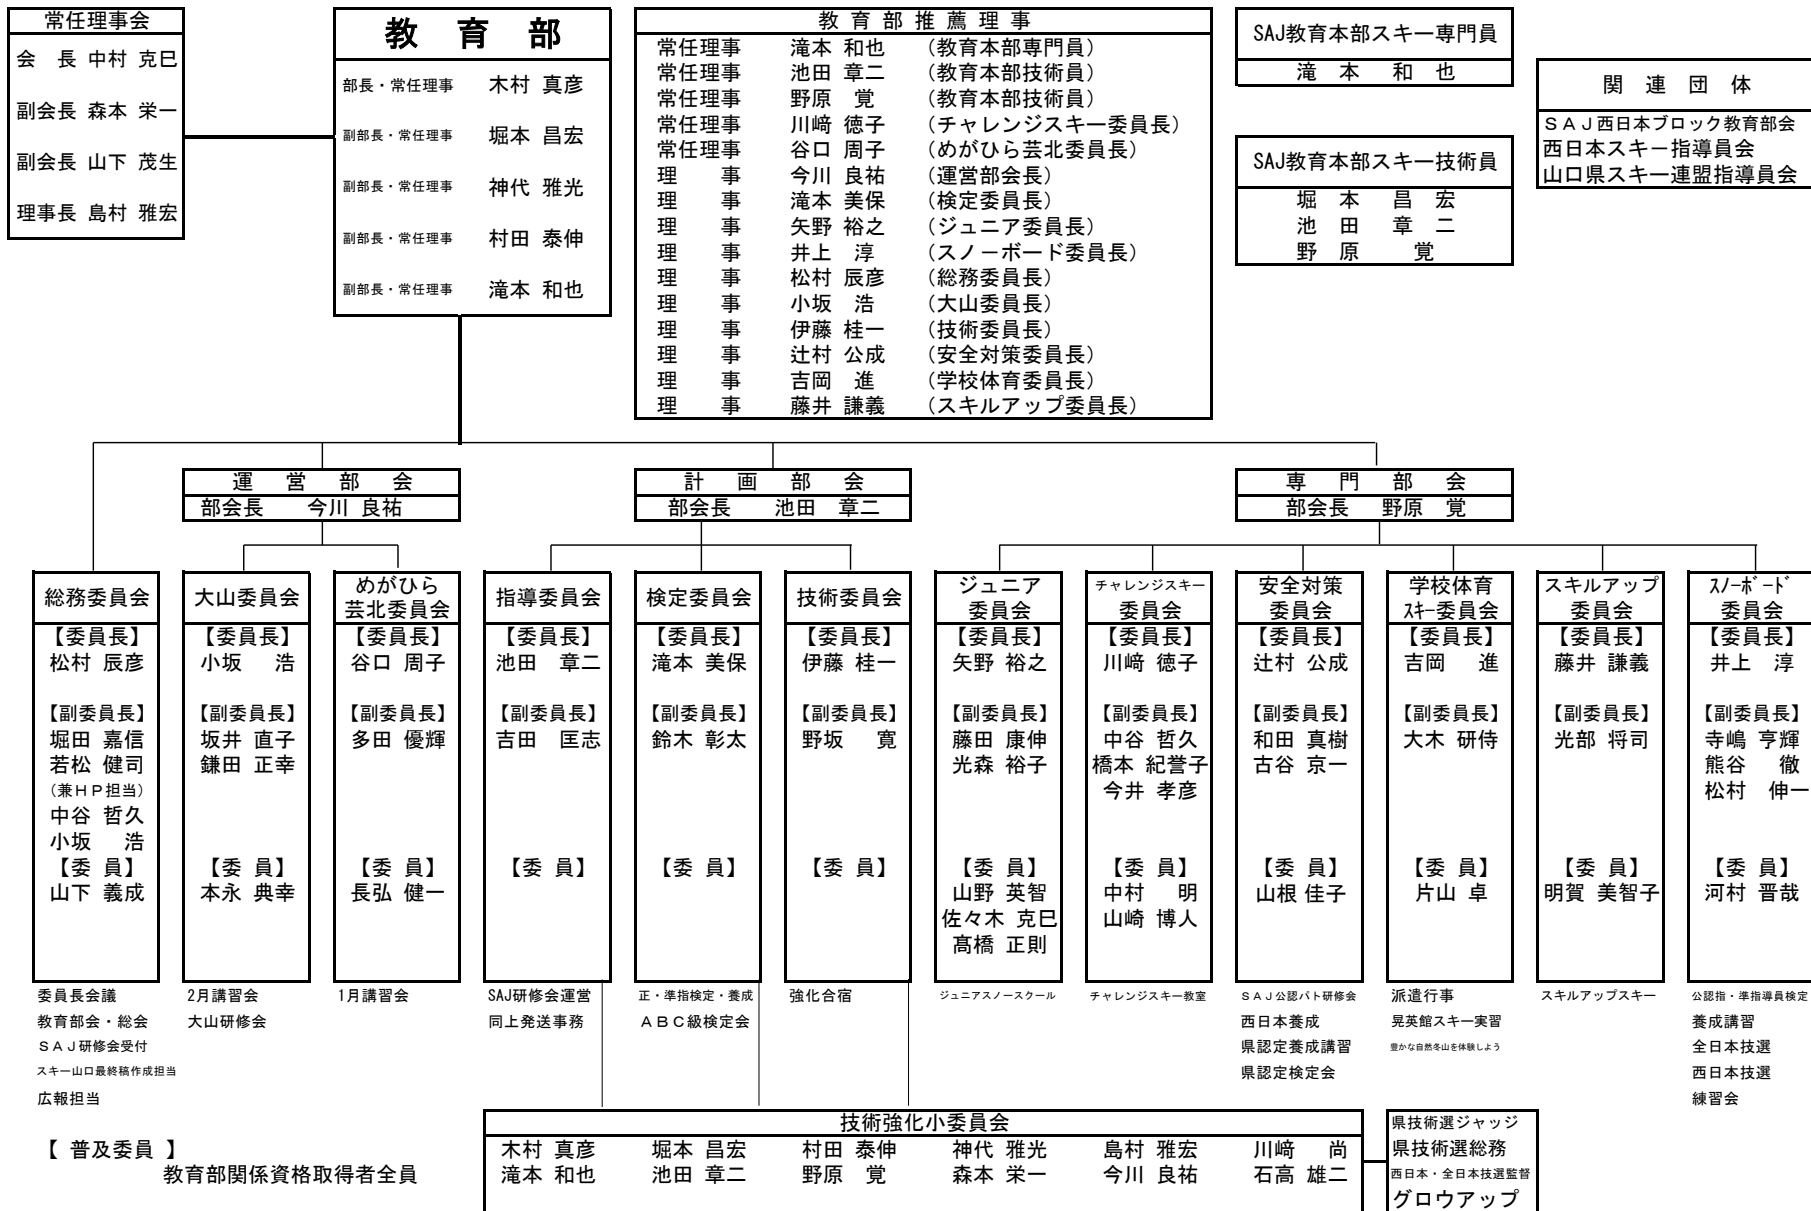 常任理事会
会　長 中村 克巳
副会長 森本 栄一
副会長 山下 茂生
理事長 島村 雅宏
教　育　部
部長・常任理事 木村 真彦
副部長・常任理事 堀本 昌宏
副部長・常任理事 神代 雅光
副部長・常任理事 村田 泰伸
副部長・常任理事 滝本 和也
教 育 部 推 薦 理 事
常任理事 滝本 和也 （教育本部専門員）
常任理事 池田 章二 （教育本部技術員）
常任理事 野原　覚 （教育本部技術員）
常任理事 川﨑 徳子 （チャレンジスキー委員長）
常任理事 谷口 周子 （めがひら芸北委員長）
理　　事 今川 良祐 （運営部会長）
理　　事 滝本 美保 （検定委員長）
理　　事 矢野 裕之 （ジュニア委員長）
理　　事 井上　淳 （スノーボード委員長）
理　　事 松村 辰彦 （総務委員長）
理　　事 小坂　浩 （大山委員長）
理　　事 伊藤 桂一 （技術委員長）
理　　事 辻村 公成 （安全対策委員長）
理　　事 吉岡　進 （学校体育委員長）
理　　事 藤井 謙義 （スキルアップ委員長）
SAJ教育本部スキー専門員
滝　本　和　也
SAJ教育本部スキー技術員
堀　本　昌　宏
池　田　章　二
野　原　　覚
関　連　団　体
ＳＡＪ西日本ブロック教育部会
西日本スキー指導員会
山口県スキー連盟指導員会
運　営　部　会
部会長　今川 良祐
計　画　部　会
部会長　池田　章二
専　門　部　会
部会長　野原　覚
総務委員会
【委員長】
松村 辰彦
【副委員長】
堀田 嘉信
若松 健司
（兼ＨＰ担当）
中谷 哲久
小坂　浩
【委 員】
山下 義成
委員長会議
教育部会・総会
ＳＡＪ研修会受付
スキー山口最終稿作成担当
広報担当
大山委員会
【委員長】
小坂　浩
【副委員長】
坂井 直子
鎌田 正幸
【委 員】
本永 典幸
2月講習会
大山研修会
めがひら
芸北委員会
【委員長】
谷口 周子
【副委員長】
多田 優輝
【委 員】
長弘 健一
1月講習会
指導委員会
【委員長】
池田　章二
【副委員長】
吉田 匡志
【委 員】
SAJ研修会運営
同上発送事務
検定委員会
【委員長】
滝本 美保
【副委員長】
鈴木 彰太
【委 員】
正・準指検定・養成
ＡＢＣ級検定会
技術委員会
【委員長】
伊藤 桂一
【副委員長】
野坂　寛
【委 員】
強化合宿
ジュニア
委員会
【委員長】
矢野 裕之
【副委員長】
藤田 康伸
光森 裕子
【委 員】
山野 英智
佐々木 克巳
髙橋 正則
ジュニアスノースクール
チャレンジスキー
委員会
【委員長】
川﨑 徳子
【副委員長】
中谷 哲久
橋本 紀誉子
今井 孝彦
【委 員】
中村　明
山崎 博人
チャレンジスキー教室
安全対策
委員会
【委員長】
辻村 公成
【副委員長】
和田 真樹
古谷 京一
【委 員】
山根 佳子
ＳＡＪ公認パト研修会
西日本養成
県認定養成講習
県認定検定会
学校体育
ｽｷｰ委員会
【委員長】
吉岡　進
【副委員長】
大木 研侍
【委 員】
片山 卓
派遣行事
晃英館スキー実習
豊かな自然冬山を体験しよう
スキルアップ
委員会
【委員長】
藤井 謙義
【副委員長】
光部 将司
【委 員】
明賀 美智子
スキルアップスキー
ｽﾉｰﾎﾞｰﾄﾞ
委員会
【委員長】
井上 淳
【副委員長】
寺嶋 亨輝
熊谷　徹
松村 伸一
【委 員】
河村 晋哉
公認指・準指導員検定
養成講習
全日本技選
西日本技選
練習会
【 普及委員 】
教育部関係資格取得者全員
技術強化小委員会
木村 真彦 堀本 昌宏 村田 泰伸 神代 雅光 島村 雅宏 川﨑　尚
滝本 和也 池田 章二 野原　覚 森本 栄一 今川 良祐 石高 雄二
県技術選ジャッジ
県技術選総務
西日本・全日本技選監督
グロウアップ